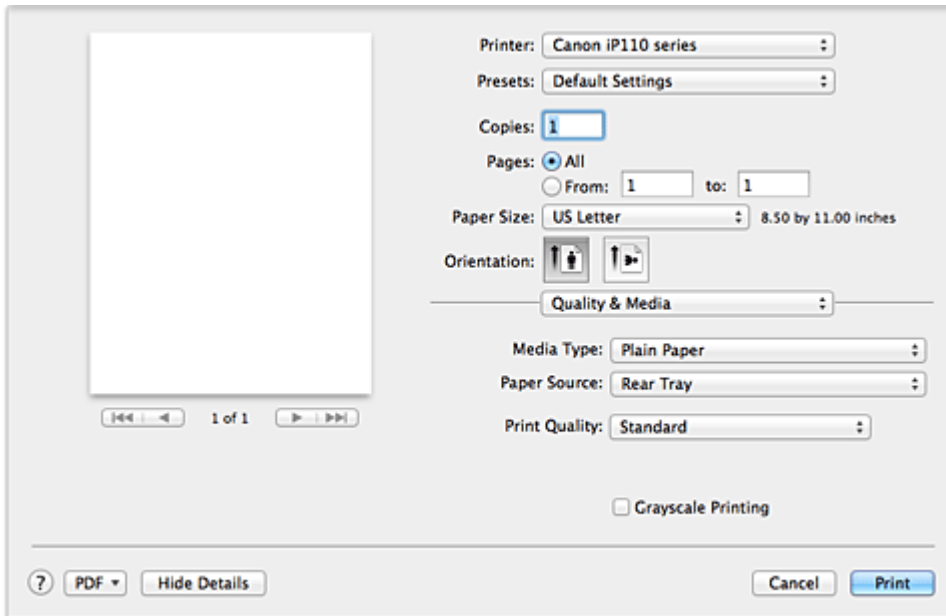 Printer: Canon iP110 series
Presets: Default Settings
Copies: 1
Pages: All
From: 1 to: 1
Paper Size: US Letter 8.50 by 11.00 inches
Orientation:
Quality & Media
Media Type: Plain Paper
Paper Source: Rear Tray
1 of 1
Print Quality: Standard
Grayscale Printing
? PDF Hide Details Cancel Print